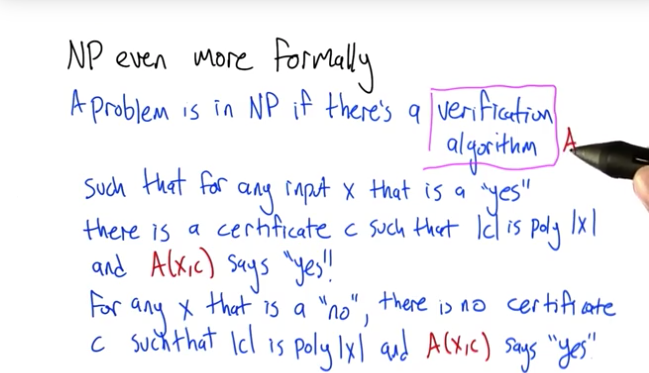 NP even more formally
A problem is in NP if there's a verification
algorithm A
such that for any input x that is a "yes"
there is a certificate c such that |c| is poly |x|
and A(x,c) says "yes"!
For any x that is a "no", there is no certificate
c such that |c| is poly |x| and A(x,c) says "yes"